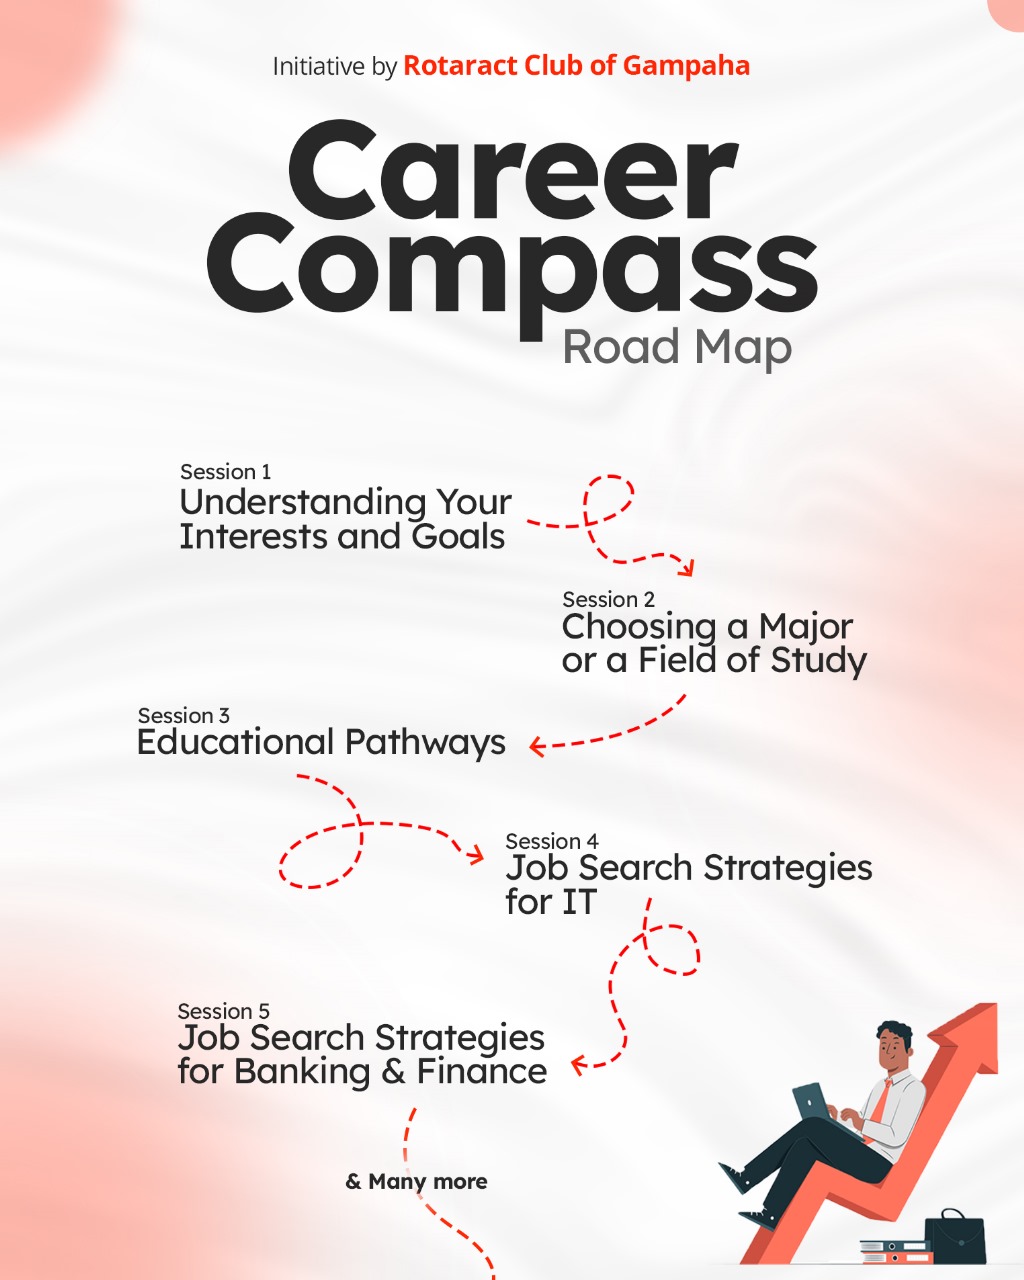 Initiative by Rotaract Club of Gampaha
Career
Compass
Road Map
Session 1
Understanding Your
Interests and Goals
Session 2
Choosing a Major
or a Field of Study
Session 3
Educational Pathways
Session 4
Job Search Strategies
for IT
Session 5
Job Search Strategies
for Banking & Finance
& Many more